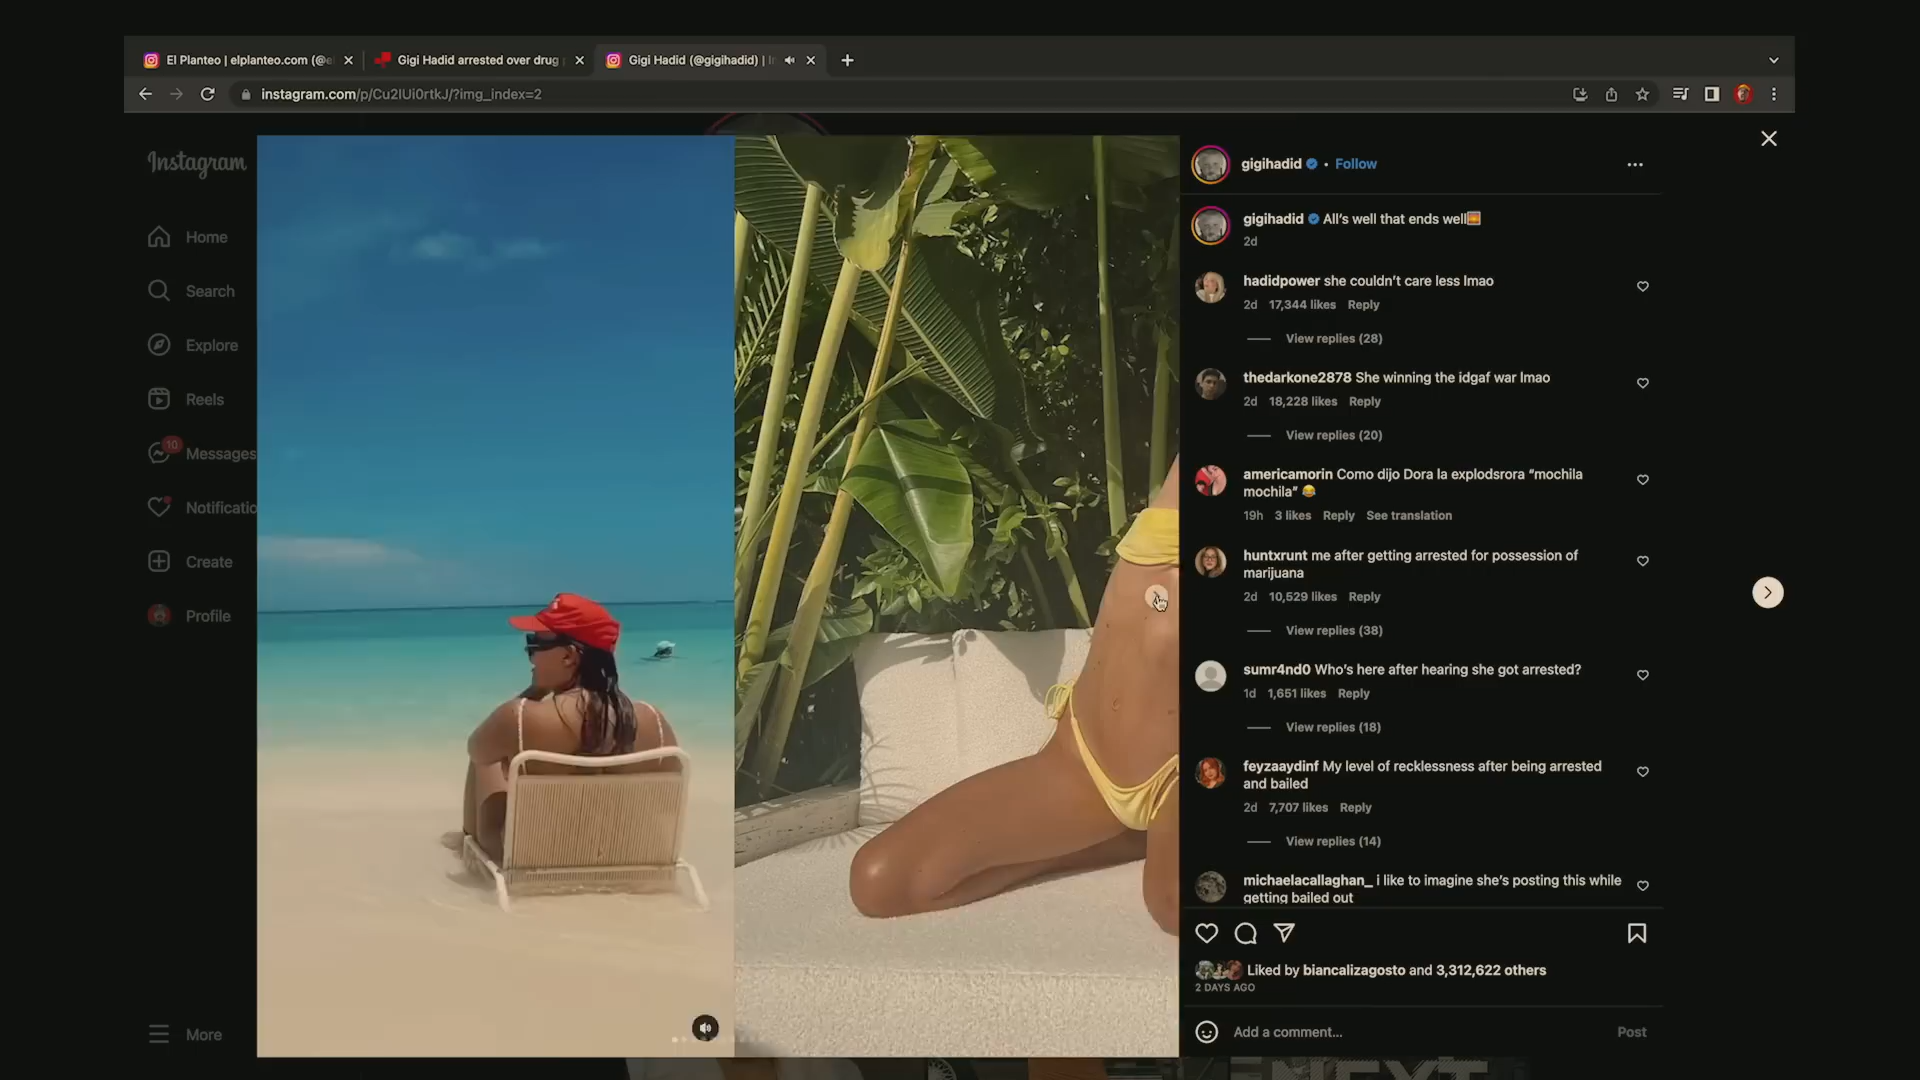 El Planteo | elplanteo.com (@e
Gigi Hadid arrested over drug
Gigi Hadid (@gigihadid) | In
instagram.com/p/Cu2IUi0rtkJ/?img_index=2
Instagram
Home
Search
Explore
Reels
10
Messages
Notificatio
Create
Profile
More
gigihadid • Follow
gigihadid All's well that ends well
2d
hadidpower she couldn't care less lmao
2d 17,344 likes Reply
View replies (28)
thedarkone2878 She winning the idgaf war lmao
2d 18,228 likes Reply
View replies (20)
americamorin Como dijo Dora la explodsrora “mochila
mochila” 😂
19h 3 likes Reply See translation
huntxrunt me after getting arrested for possession of
marijuana
2d 10,529 likes Reply
View replies (38)
sumr4nd0 Who's here after hearing she got arrested?
1d 1,651 likes Reply
View replies (18)
feyzaaydinf My level of recklessness after being arrested
and bailed
2d 7,707 likes Reply
View replies (14)
michaelacallaghan_ i like to imagine she's posting this while
getting bailed out
Liked by biancalizagosto and 3,312,622 others
2 DAYS AGO
Add a comment...
Post
NEXT